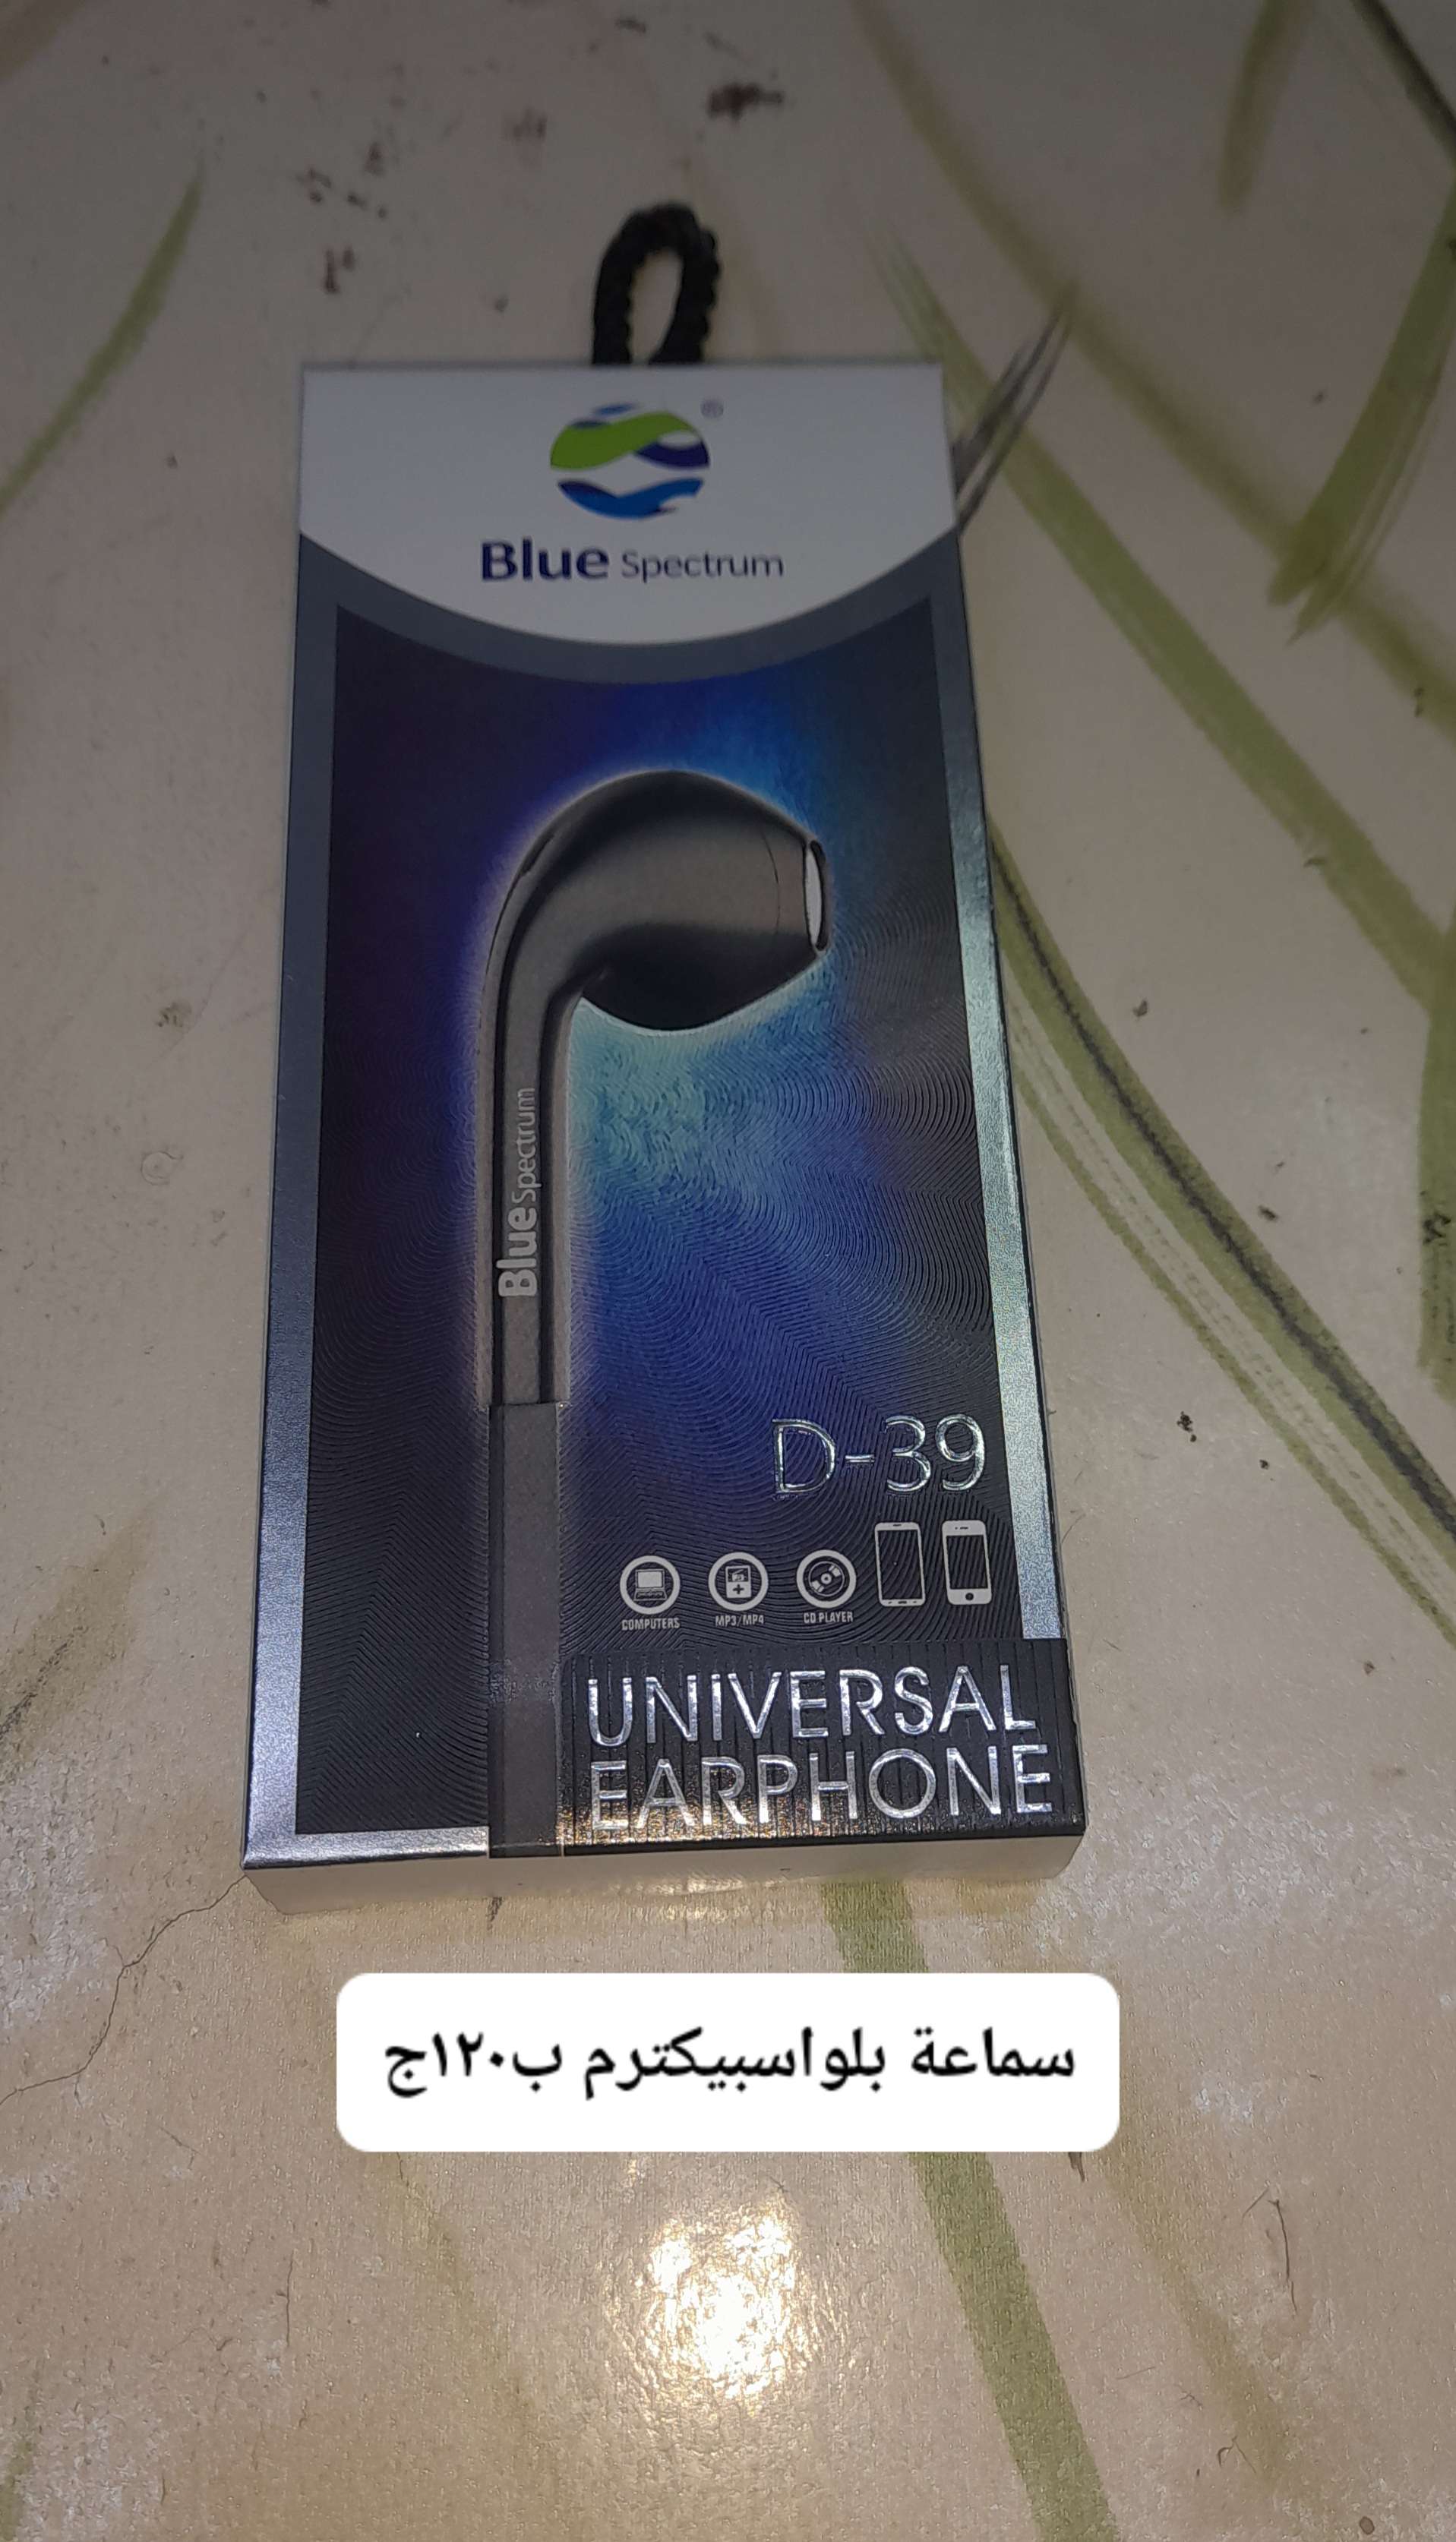 ®
Blue Spectrum
Blue Spectrum
D-39
COMPUTERS MP3/MP4 CD PLAYER
UNIVERSAL
EARPHONE
سماعة بلواسبيكترم ب١٢٠ج